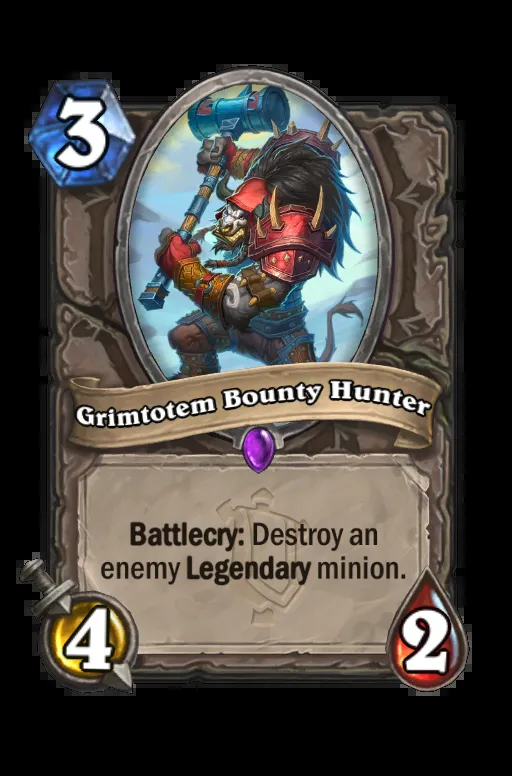 3
Grimtotem Bounty Hunter
Battlecry: Destroy an
enemy Legendary minion.
4
2